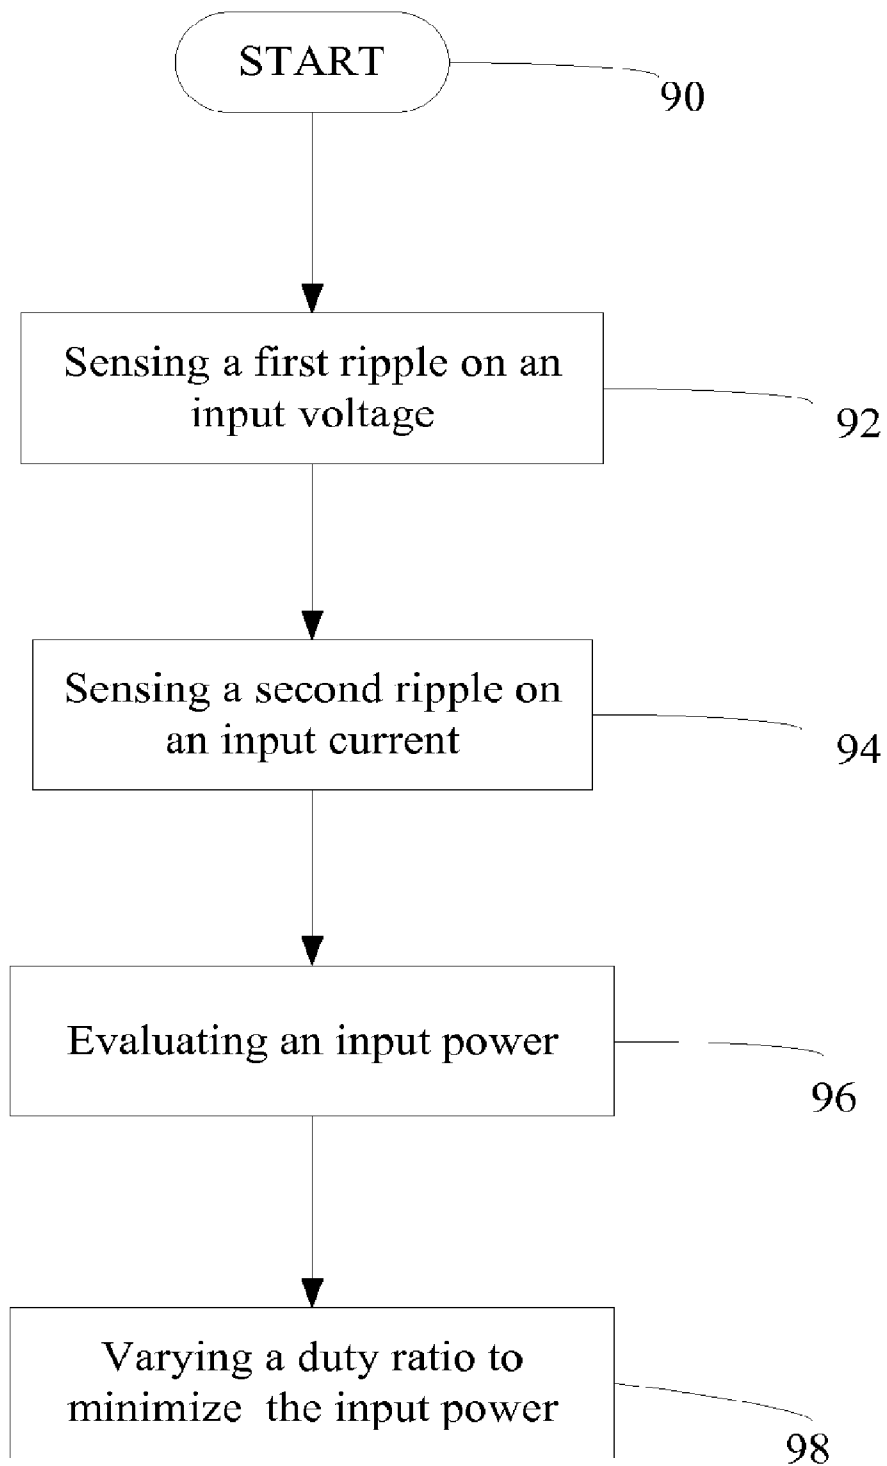 START
90
Sensing a first ripple on an
input voltage
92
Sensing a second ripple on
an input current
94
Evaluating an input power
96
Varying a duty ratio to
minimize the input power
98